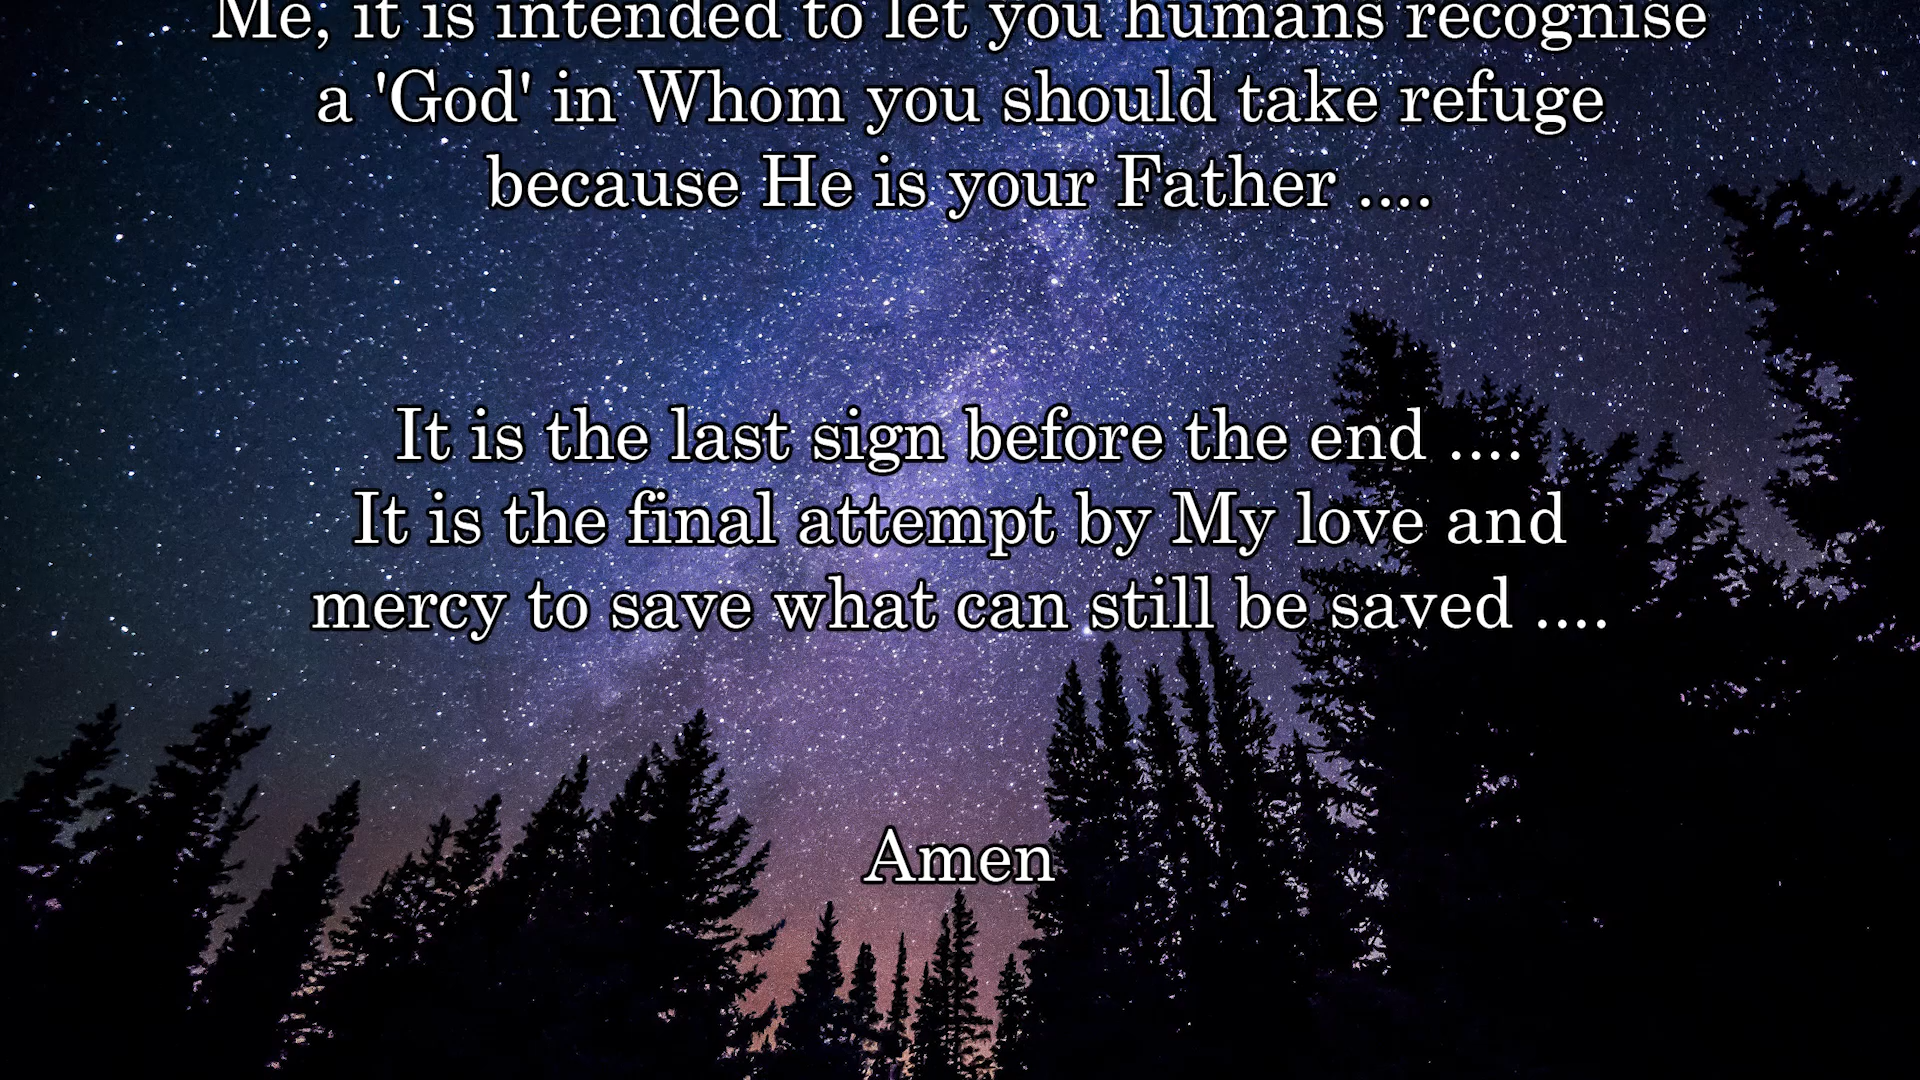 Me, it is intended to let you humans recognise
a 'God' in Whom you should take refuge
because He is your Father ....
It is the last sign before the end ....
It is the final attempt by My love and
mercy to save what can still be saved ....
Amen